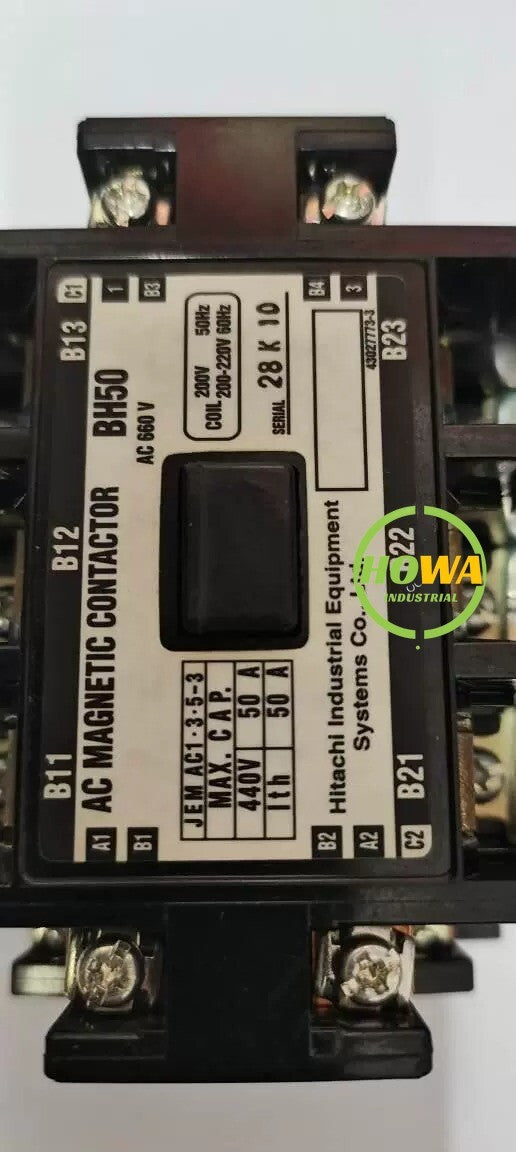 B11 B12 B13
C1
A1 1
AC MAGNETIC CONTACTOR BH50
B1 B3
AC 660 V
JEM AC1·3·5-3
MAX. CAP.
440V 50 A
Ith 50 A
COIL 200V 50Hz
200-220V 60Hz
SERIAL 28 K 10
B2 B4
A2 3
Hitachi Industrial Equipment
Systems Co., Ltd.
43027773-3
C2
B21 22 B23
HOWA
INDUSTRIAL